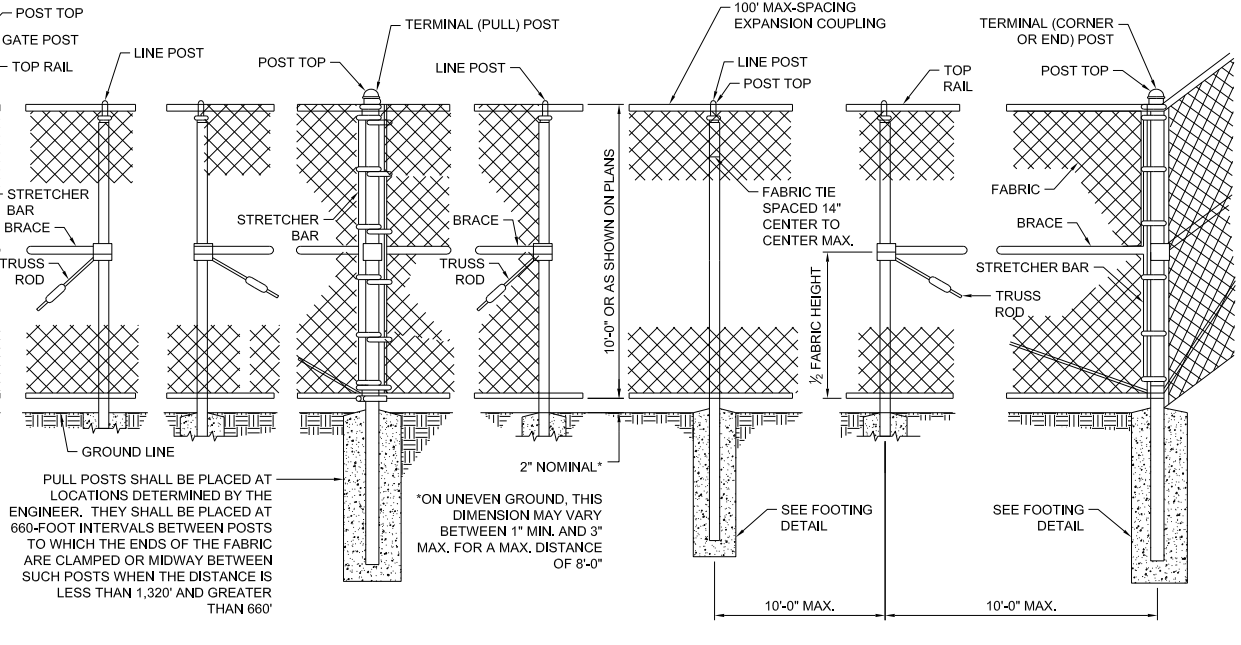 POST TOP
GATE POST
TOP RAIL
LINE POST
POST TOP
TERMINAL (PULL) POST
LINE POST
100' MAX-SPACING
EXPANSION COUPLING
LINE POST
POST TOP
TOP
RAIL
TERMINAL (CORNER
OR END) POST
POST TOP
STRETCHER
BAR
BRACE
TRUSS
ROD
STRETCHER
BAR
BRACE
TRUSS
ROD
10'-0" OR AS SHOWN ON PLANS
FABRIC TIE
SPACED 14"
CENTER TO
CENTER MAX.
½ FABRIC HEIGHT
FABRIC
BRACE
STRETCHER BAR
TRUSS
ROD
GROUND LINE
PULL POSTS SHALL BE PLACED AT
LOCATIONS DETERMINED BY THE
ENGINEER. THEY SHALL BE PLACED AT
660-FOOT INTERVALS BETWEEN POSTS
TO WHICH THE ENDS OF THE FABRIC
ARE CLAMPED OR MIDWAY BETWEEN
SUCH POSTS WHEN THE DISTANCE IS
LESS THAN 1,320' AND GREATER
THAN 660'
2" NOMINAL*
*ON UNEVEN GROUND, THIS
DIMENSION MAY VARY
BETWEEN 1" MIN. AND 3"
MAX. FOR A MAX. DISTANCE
OF 8'-0"
SEE FOOTING
DETAIL
SEE FOOTING
DETAIL
10'-0" MAX.
10'-0" MAX.